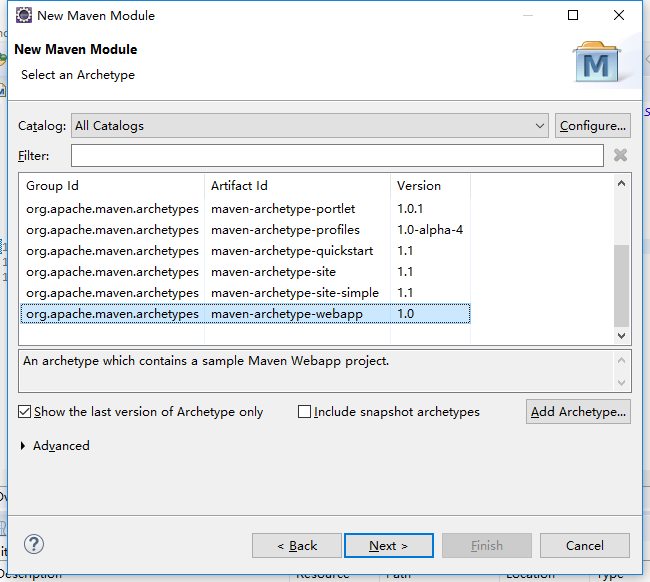 New Maven Module
New Maven Module
Select an Archetype
Catalog: All Catalogs Configure...
Filter:
Group Id Artifact Id Version
org.apache.maven.archetypes maven-archetype-portlet 1.0.1
org.apache.maven.archetypes maven-archetype-profiles 1.0-alpha-4
org.apache.maven.archetypes maven-archetype-quickstart 1.1
org.apache.maven.archetypes maven-archetype-site 1.1
org.apache.maven.archetypes maven-archetype-site-simple 1.1
org.apache.maven.archetypes maven-archetype-webapp 1.0
An archetype which contains a sample Maven Webapp project.
Show the last version of Archetype only Include snapshot archetypes Add Archetype...
Advanced
< Back Next > Finish Cancel